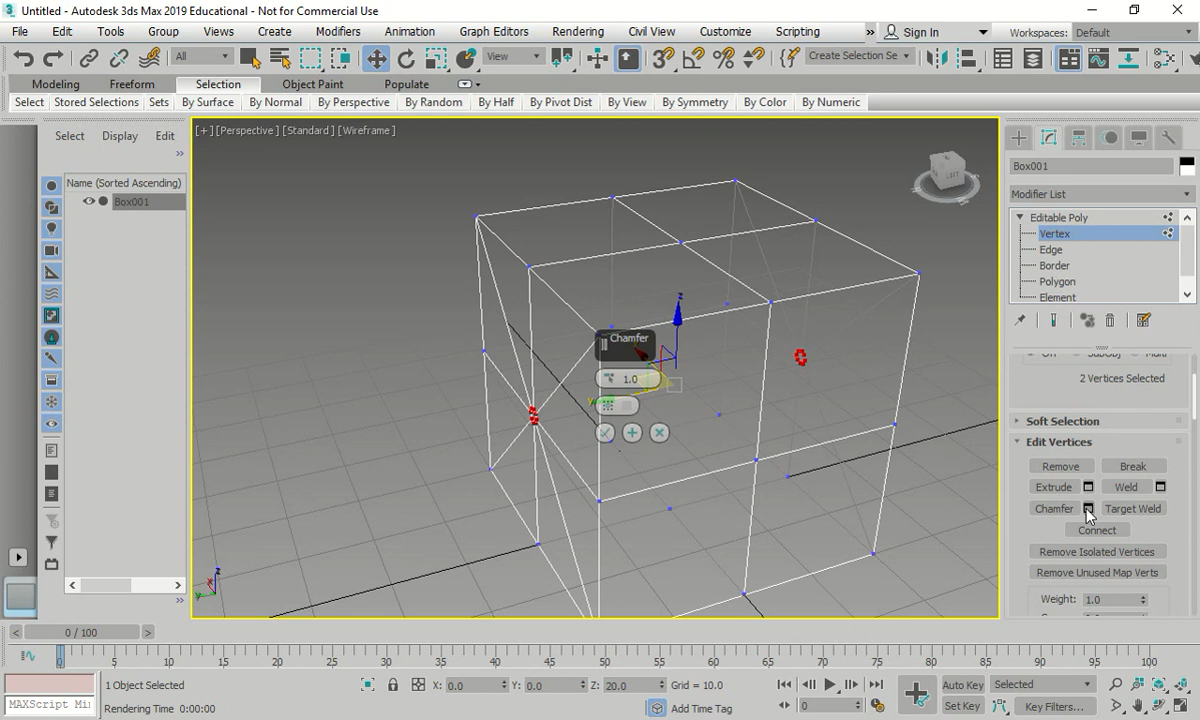 Untitled - Autodesk 3ds Max 2019 Educational - Not for Commercial Use
File Edit Tools Group Views Create Modifiers Animation Graph Editors Rendering Civil View Customize Scripting » Sign In Workspaces: Default
All View Create Selection Se
Modeling Freeform Selection Object Paint Populate
Select Stored Selections Sets By Surface By Normal By Perspective By Random By Half By Pivot Dist By View By Symmetry By Color By Numeric
Select Display Edit
»
[+] [Perspective] [Standard] [Wireframe]
Name (Sorted Ascending)
Box001
Box001
Modifier List
Editable Poly
Vertex
Edge
Border
Polygon
Element
Chamfer
1.0
2 Vertices Selected
Soft Selection
Edit Vertices
Remove Break
Extrude Weld
Chamfer Target Weld
Connect
Remove Isolated Vertices
Remove Unused Map Verts
Weight: 1.0
z
x
y
»
< 0 / 100 >
0 5 10 15 20 25 30 35 40 45 50 55 60 65 70 75 80 85 90 95 100
1 Object Selected X: 0.0 Y: 0.0 Z: 20.0 Grid = 10.0 Auto Key Selected
MAXScript Mi Rendering Time 0:00:00 Add Time Tag 0 Set Key Key Filters...